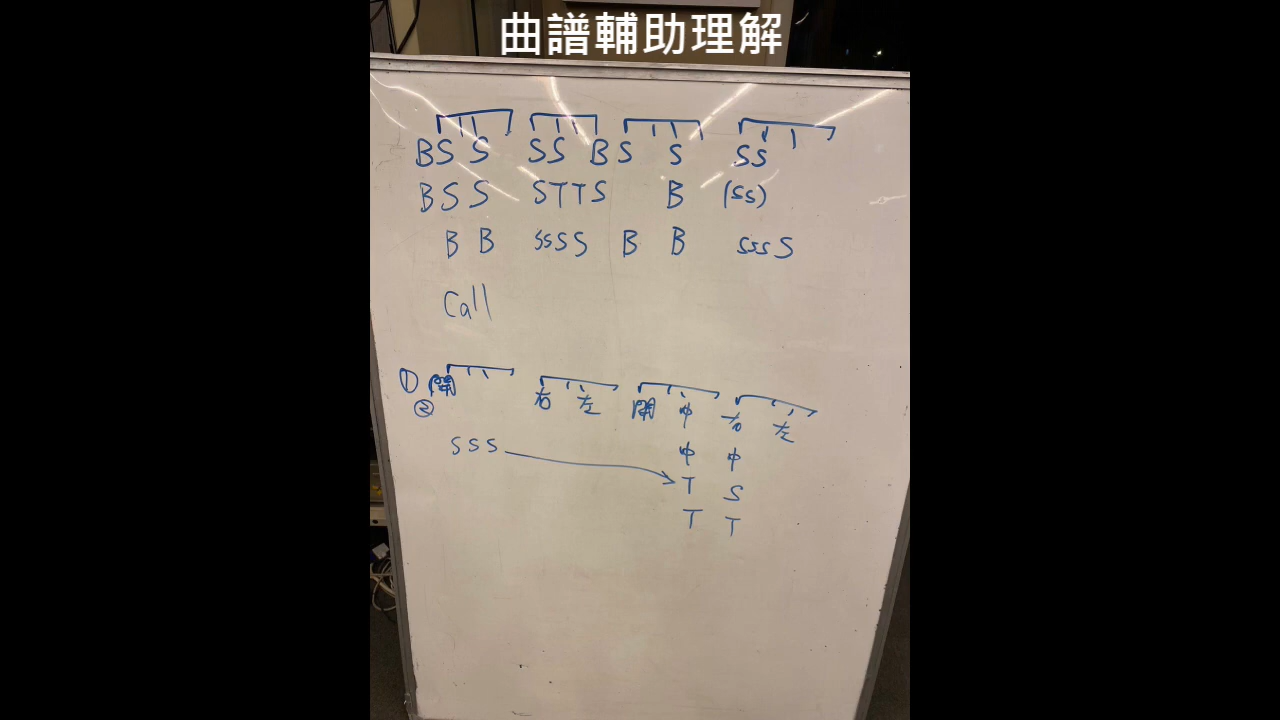 曲譜輔助理解
BS S SS B S S SS
BSS STTS B (ss)
B B ssSS B B sssS
Call
① 開
② 右 左 開 中 右 左
中 中
SSS T S
T T